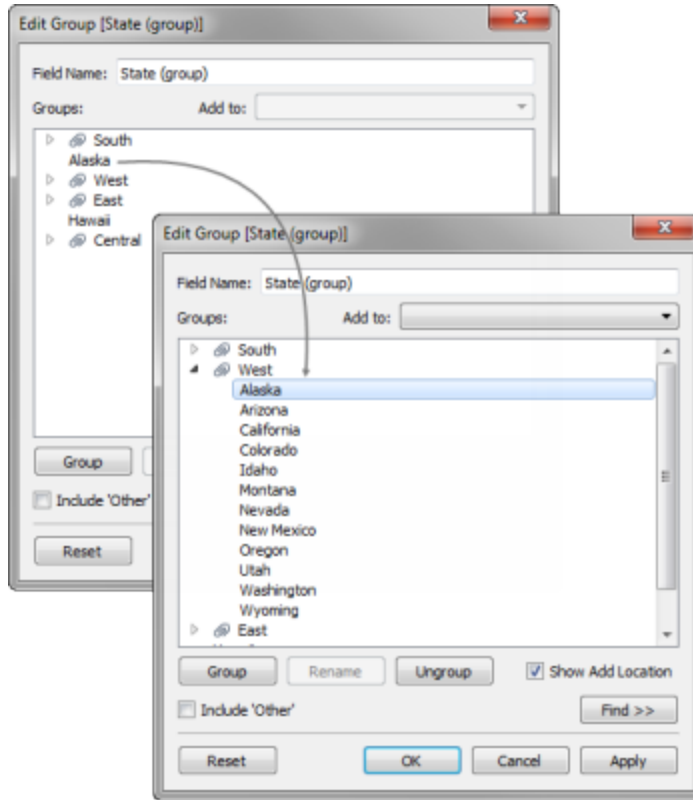 Edit Group [State (group)]
Field Name: State (group)
Groups: Add to:
South
Alaska
West
East
Hawaii
Central
Group
Include 'Other'
Reset
Edit Group [State (group)]
Field Name: State (group)
Groups: Add to:
South
West
Alaska
Arizona
California
Colorado
Idaho
Montana
Nevada
New Mexico
Oregon
Utah
Washington
Wyoming
East
Group Rename Ungroup Show Add Location
Include 'Other' Find >>
Reset OK Cancel Apply